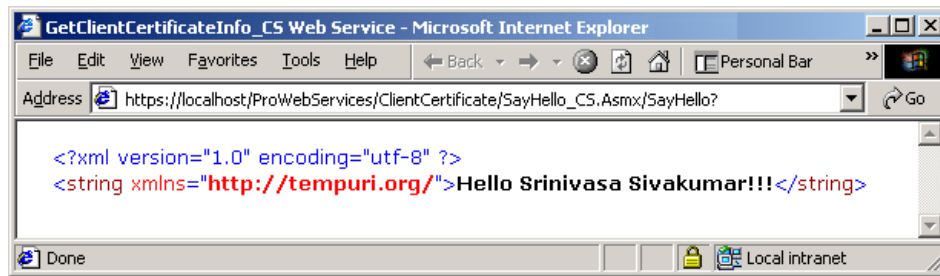 GetClientCertificateInfo_CS Web Service - Microsoft Internet Explorer
File Edit View Favorites Tools Help Back Personal Bar »
Address https://localhost/ProWebServices/ClientCertificate/SayHello_CS.Asmx/SayHello? Go
<?xml version="1.0" encoding="utf-8" ?>
<string xmlns="http://tempuri.org/">Hello Srinivasa Sivakumar!!!</string>
Done Local intranet